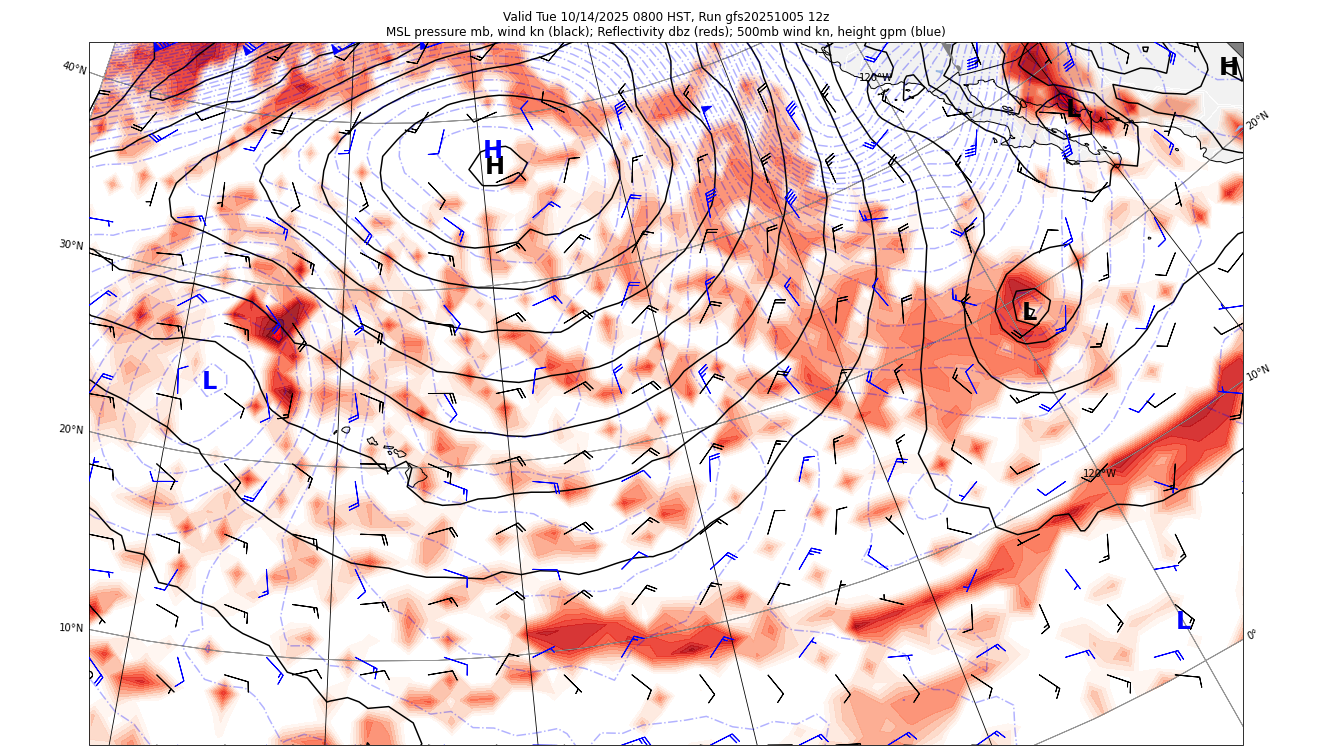 Valid Tue 10/14/2025 0800 HST, Run gfs20251005 12z
MSL pressure mb, wind kn (black); Reflectivity dbz (reds); 500mb wind kn, height gpm (blue)
40°N
120°W
H
L
20°N
H
H
30°N
L
L
10°N
20°N
120°W
L
10°N
0°